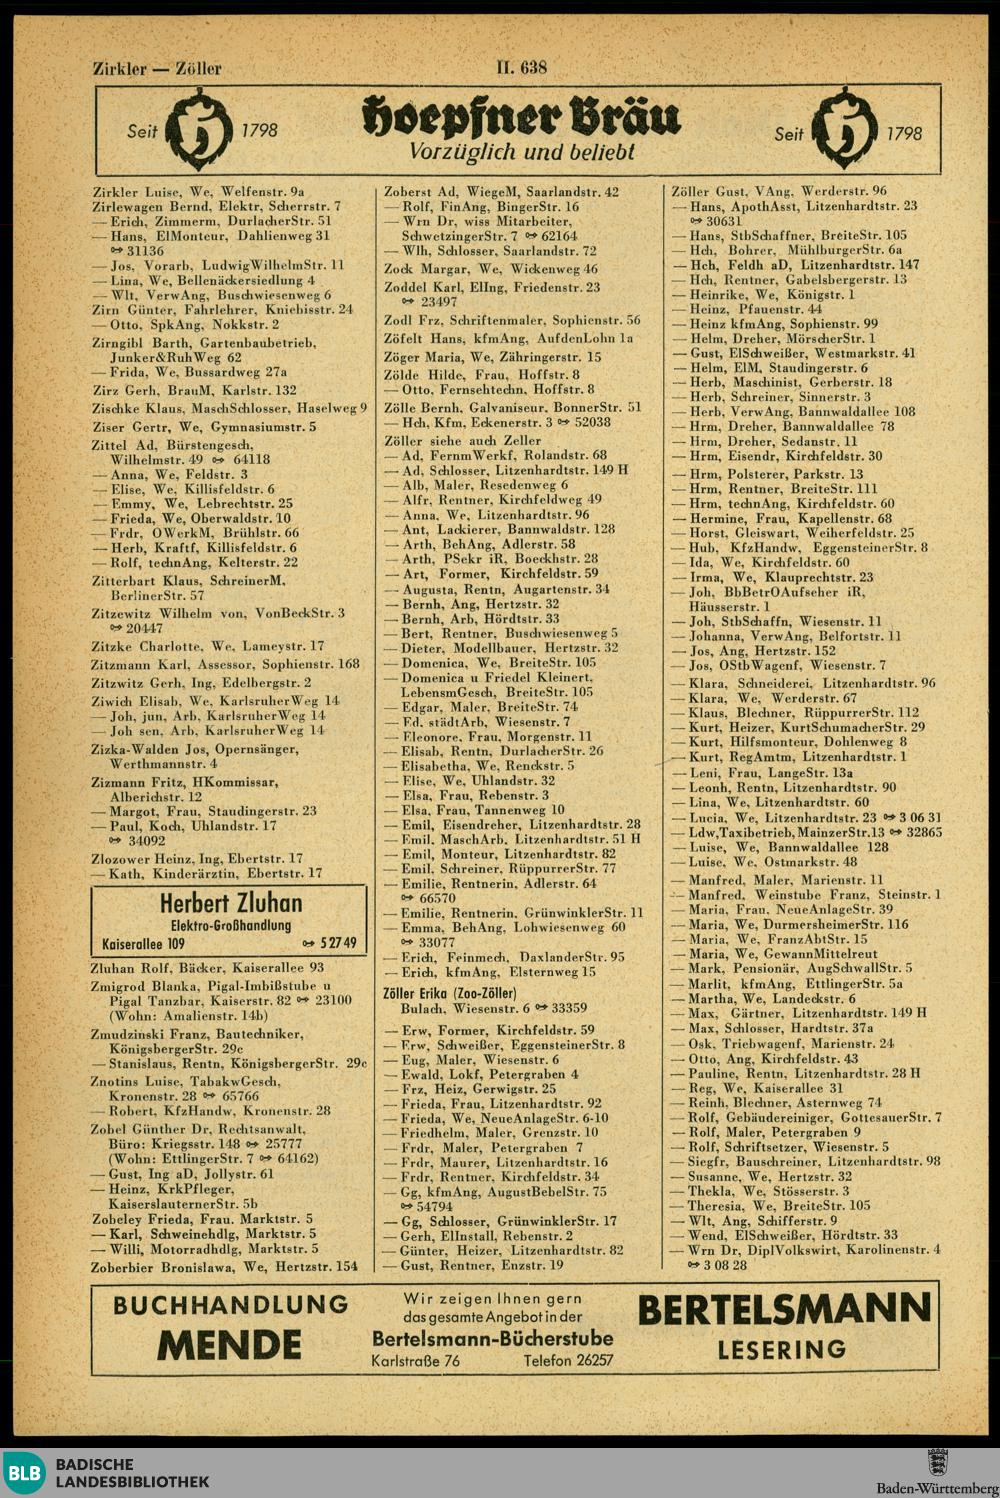 Zirkler — Zöller
II. 638
Seit 1798
Hoepfner Bräu
Vorzüglich und beliebt
Seit 1798
Zirkler Luise, We, Welfenstr. 9a
Zirlewagen Bernd, Elektr, Scherrstr. 7
— Erich, Zimmerm, DurlacherStr. 51
— Hans, ElMonteur, Dahlienweg 31
31136
— Jos, Vorarb, LudwigWilhelmStr. 11
— Lina, We, Bellenäckersiedlung 4
— Wlt, VerwAng, Buschwiesenweg 6
Zirn Günter, Fahrlehrer, Kniebisstr. 24
— Otto, SpkAng, Nokkstr. 2
Zirngibl Barth, Gartenbaubetrieb,
Junker&RuhWeg 62
— Frida, We, Bussardweg 27a
Zirz Gerh, BrauM, Karlstr. 132
Zischke Klaus, MaschSchlosser, Haselweg 9
Ziser Gertr, We, Gymnasiumstr. 5
Zittel Ad, Bürstengesch,
Wilhelmstr. 49 64118
— Anna, We, Feldstr. 3
— Elise, We, Killisfeldstr. 6
— Emmy, We, Lebrechtstr. 25
— Frieda, We, Oberwaldstr. 10
— Frdr, OWerkM, Brühlstr. 66
— Herb, Kraftf, Killisfeldstr. 6
— Rolf, technAng, Kelterstr. 22
Zitterbart Klaus, SchreinerM,
BerlinerStr. 57
Zitzewitz Wilhelm von, VonBeckStr. 3
20447
Zitzke Charlotte, We, Lameystr. 17
Zitzmann Karl, Assessor, Sophienstr. 168
Zitzwitz Gerh, Ing, Edelbergstr. 2
Ziwich Elisab, We, KarlsruherWeg 14
— Joh, jun, Arb, KarlsruherWeg 14
— Joh sen, Arb, KarlsruherWeg 14
Zizka-Walden Jos, Opernsänger,
Werthmannstr. 4
Zizmann Fritz, HKommissar,
Alberichstr. 12
— Margot, Frau, Staudingerstr. 23
— Paul, Koch, Uhlandstr. 17
34092
Zlozower Heinz, Ing, Ebertstr. 17
— Kath, Kinderärztin, Ebertstr. 17
Herbert Zluhan
Elektro-Großhandlung
Kaiserallee 109 5 27 49
Zluhan Rolf, Bäcker, Kaiserallee 93
Zmigrod Blanka, Pigal-Imbißstube u
Pigal Tanzbar, Kaiserstr. 82 23100
(Wohn: Amalienstr. 14b)
Zmudzinski Franz, Bautechniker,
KönigsbergerStr. 29c
— Stanislaus, Rentn, KönigsbergerStr. 29c
Znotins Luise, TabakwGesch,
Kronenstr. 28 65766
— Robert, KfzHandw, Kronenstr. 28
Zobel Günther Dr, Rechtsanwalt,
Büro: Kriegsstr. 148 25777
(Wohn: EttlingerStr. 7 64162)
— Gust, Ing aD, Jollystr. 61
— Heinz, KrkPfleger,
KaiserslauternerStr. 5b
Zobeley Frieda, Frau. Marktstr. 5
— Karl, Schweinehdlg, Marktstr. 5
— Willi, Motorradhdlg, Marktstr. 5
Zoberbier Bronislawa, We, Hertzstr. 154
Zoberst Ad, WiegeM, Saarlandstr. 42
— Rolf, FinAng, BingerStr. 16
— Wrn Dr, wiss Mitarbeiter,
SchwetzingerStr. 7 62164
— Wlh, Schlosser, Saarlandstr. 72
Zock Margar, We, Wickenweg 46
Zoddel Karl, ElIng, Friedenstr. 23
23497
Zodl Frz, Schriftenmaler, Sophienstr. 56
Zöfelt Hans, kfmAng, AufdenLohn 1a
Zöger Maria, We, Zähringerstr. 15
Zölde Hilde, Frau, Hoffstr. 8
— Otto, Fernsehtechn, Hoffstr. 8
Zölle Bernh, Galvaniseur, BonnerStr. 51
— Hch, Kfm, Eckenerstr. 3 52038
Zöller siehe auch Zeller
— Ad, FernmWerkf, Rolandstr. 68
— Ad, Schlosser, Litzenhardtstr. 149 H
— Alb, Maler, Resedenweg 6
— Alfr, Rentner, Kirchfeldweg 49
— Anna, We, Litzenhardtstr. 96
— Ant, Lackierer, Bannwaldstr. 128
— Arth, BehAng, Adlerstr. 58
— Arth, PSekr iR, Boeckhstr. 28
— Art, Former, Kirchfeldstr. 59
— Augusta, Rentn, Augartenstr. 34
— Bernh, Ang, Hertzstr. 32
— Bernh, Arb, Hördtstr. 33
— Bert, Rentner, Buschwiesenweg 5
— Dieter, Modellbauer, Hertzstr. 32
— Domenica, We, BreiteStr. 105
— Domenica u Friedel Kleinert,
LebensmGesch, BreiteStr. 105
— Edgar, Maler, BreiteStr. 74
— Ed, städtArb, Wiesenstr. 7
— Eleonore, Frau, Morgenstr. 11
— Elisab, Rentn, DurlacherStr. 26
— Elisabetha, We, Renckstr. 5
— Elise, We, Uhlandstr. 32
— Elsa, Frau, Rebenstr. 3
— Elsa, Frau, Tannenweg 10
— Emil, Eisendreher, Litzenhardtstr. 28
— Emil, MaschArb, Litzenhardtstr. 51 H
— Emil, Monteur, Litzenhardtstr. 82
— Emil, Schreiner, RüppurrerStr. 77
— Emilie, Rentnerin, Adlerstr. 64
66570
— Emilie, Rentnerin, GrünwinklerStr. 11
— Emma, BehAng, Lohwiesenweg 60
33077
— Erich, Feinmech, DaxlanderStr. 95
— Erich, kfmAng, Elsternweg 15
Zöller Erika (Zoo-Zöller)
Bulach, Wiesenstr. 6 33359
— Erw, Former, Kirchfeldstr. 59
— Erw, Schweißer, EggensteinerStr. 8
— Eug, Maler, Wiesenstr. 6
— Ewald, Lokf, Petergraben 4
— Frz, Heiz, Gerwigstr. 25
— Frieda, Frau, Litzenhardtstr. 92
— Frieda, We, NeueAnlageStr. 6-10
— Friedhelm, Maler, Grenzstr. 10
— Frdr, Maler, Petergraben 7
— Frdr, Maurer, Litzenhardtstr. 16
— Frdr, Rentner, Kirchfeldstr. 34
— Gg, kfmAng, AugustBebelStr. 75
54794
— Gg, Schlosser, GrünwinklerStr. 17
— Gerh, ElInstall, Rebenstr. 2
— Günter, Heizer, Litzenhardtstr. 82
— Gust, Rentner, Enzstr. 19
Zöller Gust, VAng, Werderstr. 96
— Hans, ApothAsst, Litzenhardtstr. 23
30631
— Hans, StbSchaffner, BreiteStr. 105
— Hch, Bohrer, MühlburgerStr. 6a
— Hch, Feldh aD, Litzenhardtstr. 147
— Hch, Rentner, Gabelsbergerstr. 13
— Heinrike, We, Königstr. 1
— Heinz, Pfauenstr. 44
— Heinz kfmAng, Sophienstr. 99
— Helm, Dreher, MörscherStr. 1
— Gust, ElSchweißer, Westmarkstr. 41
— Helm, ElM, Staudingerstr. 6
— Herb, Maschinist, Gerberstr. 18
— Herb, Schreiner, Sinnerstr. 3
— Herb, VerwAng, Bannwaldallee 108
— Hrm, Dreher, Bannwaldallee 78
— Hrm, Dreher, Sedanstr. 11
— Hrm, Eisendr, Kirchfeldstr. 30
— Hrm, Polsterer, Parkstr. 13
— Hrm, Rentner, BreiteStr. 111
— Hrm, technAng, Kirchfeldstr. 60
— Hermine, Frau, Kapellenstr. 68
— Horst, Gleiswart, Weiherfeldstr. 25
— Hub, KfzHandw, EggensteinerStr. 8
— Ida, We, Kirchfeldstr. 60
— Irma, We, Klauprechtstr. 23
— Joh, BbBetrOAufseher iR,
Häusserstr. 1
— Joh, StbSchaffn, Wiesenstr. 11
— Johanna, VerwAng, Belfortstr. 11
— Jos, Ang, Hertzstr. 152
— Jos, OStbWagenf, Wiesenstr. 7
— Klara, Schneiderei, Litzenhardtstr. 96
— Klara, We, Werderstr. 67
— Klaus, Blechner, RüppurrerStr. 112
— Kurt, Heizer, KurtSchumacherStr. 29
— Kurt, Hilfsmonteur, Dohlenweg 8
— Kurt, RegAmtm, Litzenhardtstr. 1
— Leni, Frau, LangeStr. 13a
— Leonh, Rentn, Litzenhardtstr. 90
— Lina, We, Litzenhardtstr. 60
— Lucia, We, Litzenhardtstr. 23 3 06 31
— Ldw,Taxibetrieb,MainzerStr.13 32865
— Luise, We, Bannwaldallee 128
— Luise, We, Ostmarkstr. 48
— Manfred, Maler, Marienstr. 11
— Manfred, Weinstube Franz, Steinstr. 1
— Maria, Frau, NeueAnlageStr. 39
— Maria, We, DurmersheimerStr. 116
— Maria, We, FranzAbtStr. 15
— Maria, We, GewannMittelreut
— Mark, Pensionär, AugSchwallStr. 5
— Marlit, kfmAng, EttlingerStr. 5a
— Martha, We, Landeckstr. 6
— Max, Gärtner, Litzenhardtstr. 149 H
— Max, Schlosser, Hardtstr. 37a
— Osk, Triebwagenf, Marienstr. 24
— Otto, Ang, Kirchfeldstr. 43
— Pauline, Rentn, Litzenhardtstr. 28 H
— Reg, We, Kaiserallee 31
— Reinh, Blechner, Asternweg 74
— Rolf, Gebäudereiniger, GottesauerStr. 7
— Rolf, Maler, Petergraben 9
— Rolf, Schriftsetzer, Wiesenstr. 5
— Siegfr, Bauschreiner, Litzenhardtstr. 98
— Susanne, We, Hertzstr. 32
— Thekla, We, Stösserstr. 3
— Theresia, We, BreiteStr. 105
— Wlt, Ang, Schifferstr. 9
— Wend, ElSchweißer, Hördtstr. 33
— Wrn Dr, DiplVolkswirt, Karolinenstr. 4
3 08 28
BUCHHANDLUNG
MENDE
Wir zeigen Ihnen gern
das gesamte Angebot in der
Bertelsmann-Bücherstube
Karlstraße 76 Telefon 26257
BERTELSMANN
LESERING
BLB BADISCHE
LANDESBIBLIOTHEK
Baden-Württemberg